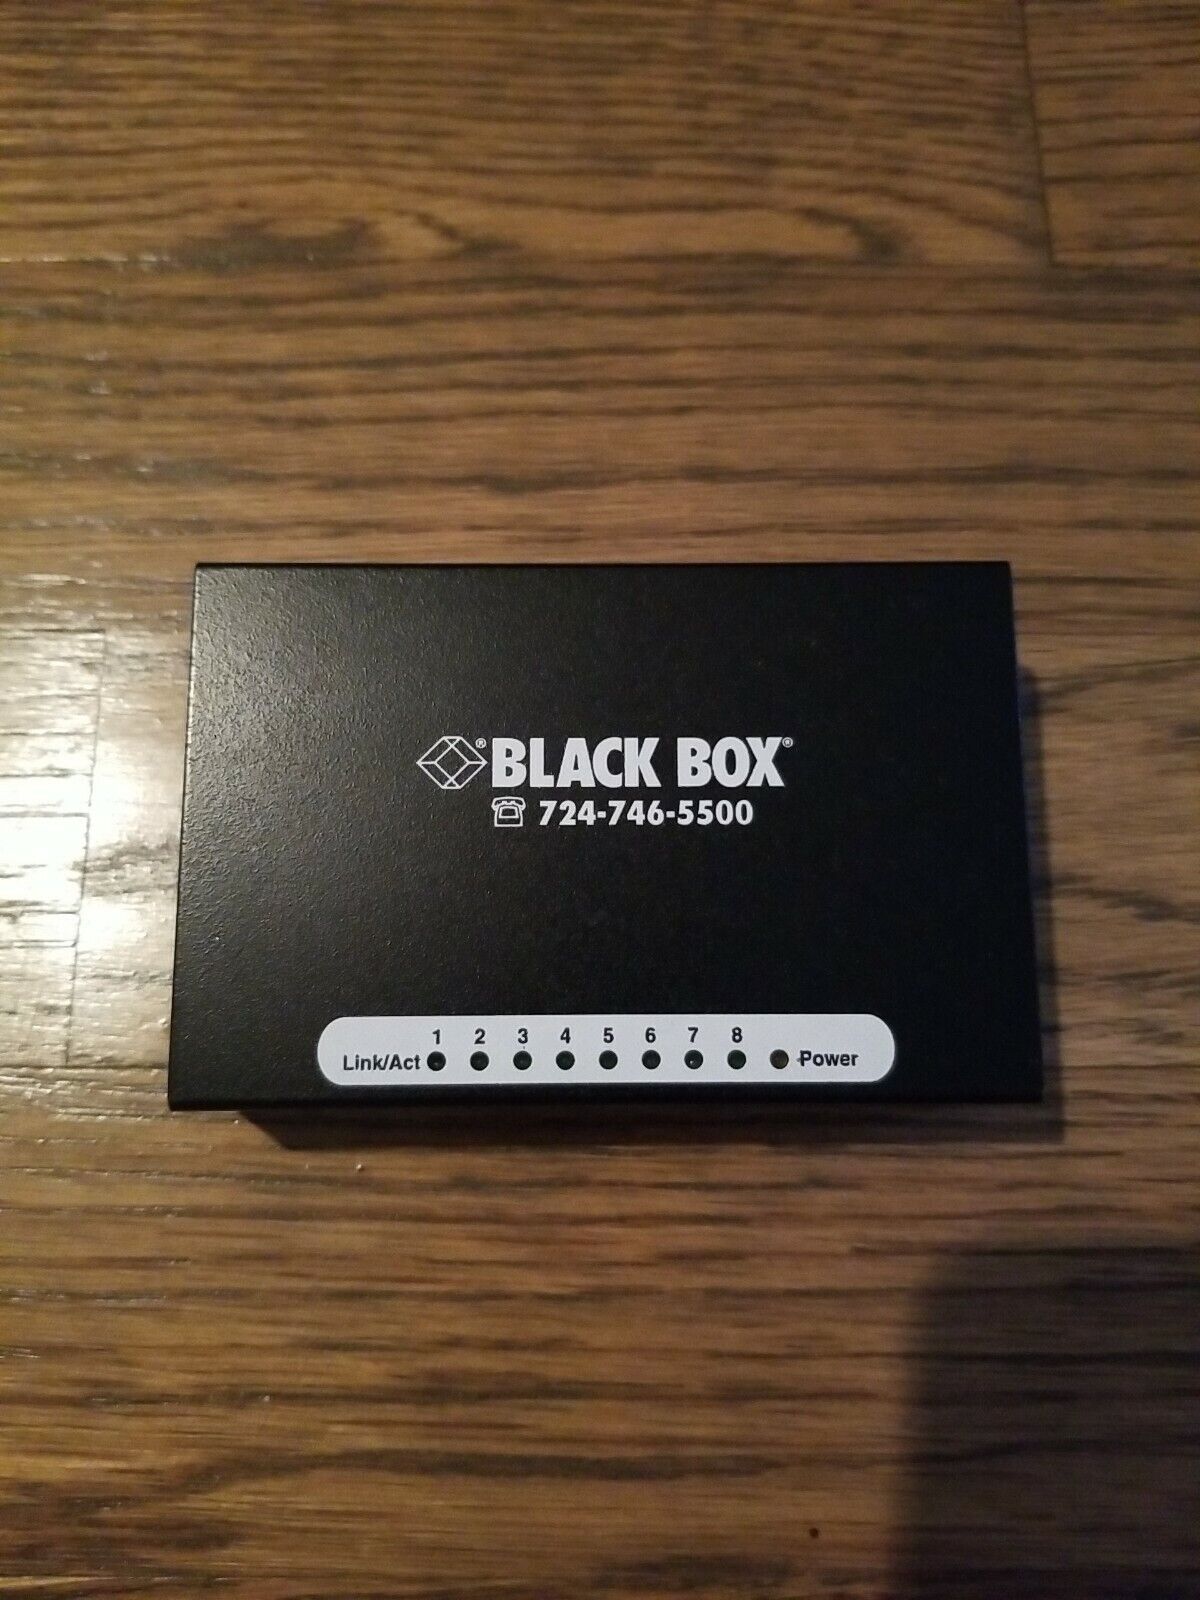 BLACK BOX®
724-746-5500
1 2 3 4 5 6 7 8
Link/Act Power